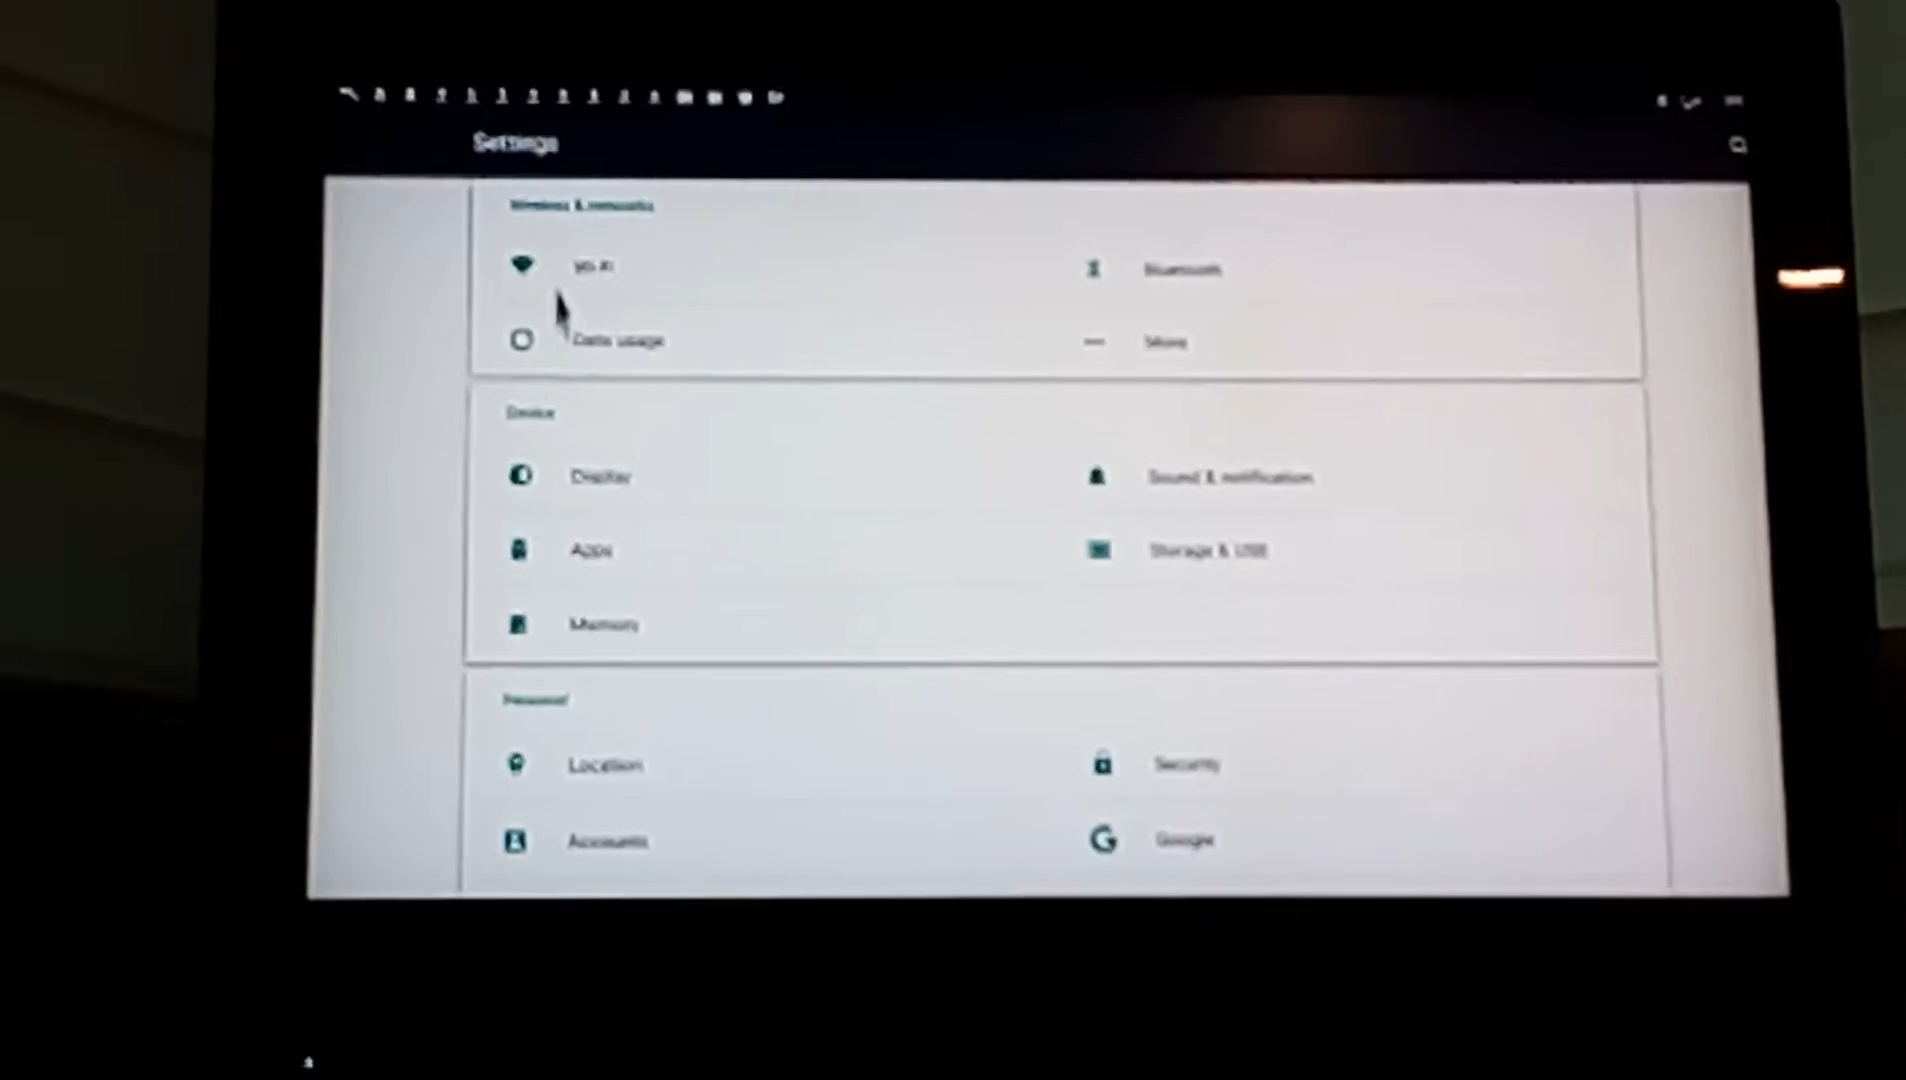 Settings
Wireless & networks
Wi-Fi
Bluetooth
Data usage
More
Device
Display
Sound & notification
Apps
Storage & USB
Memory
Personal
Location
Security
Accounts
Google